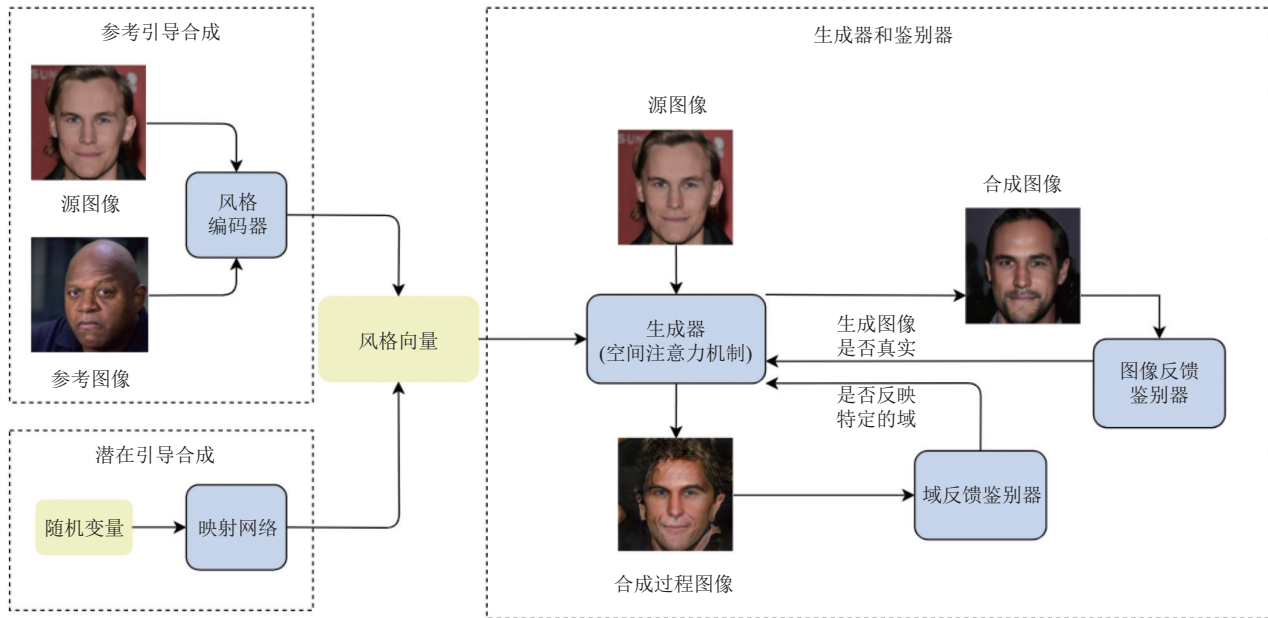 参考引导合成
源图像
风格
编码器
参考图像
潜在引导合成
随机变量
映射网络
风格向量
生成器和鉴别器
源图像
合成图像
生成器
(空间注意力机制)
生成图像
是否真实
图像反馈
鉴别器
是否反映
特定的域
域反馈鉴别器
合成过程图像